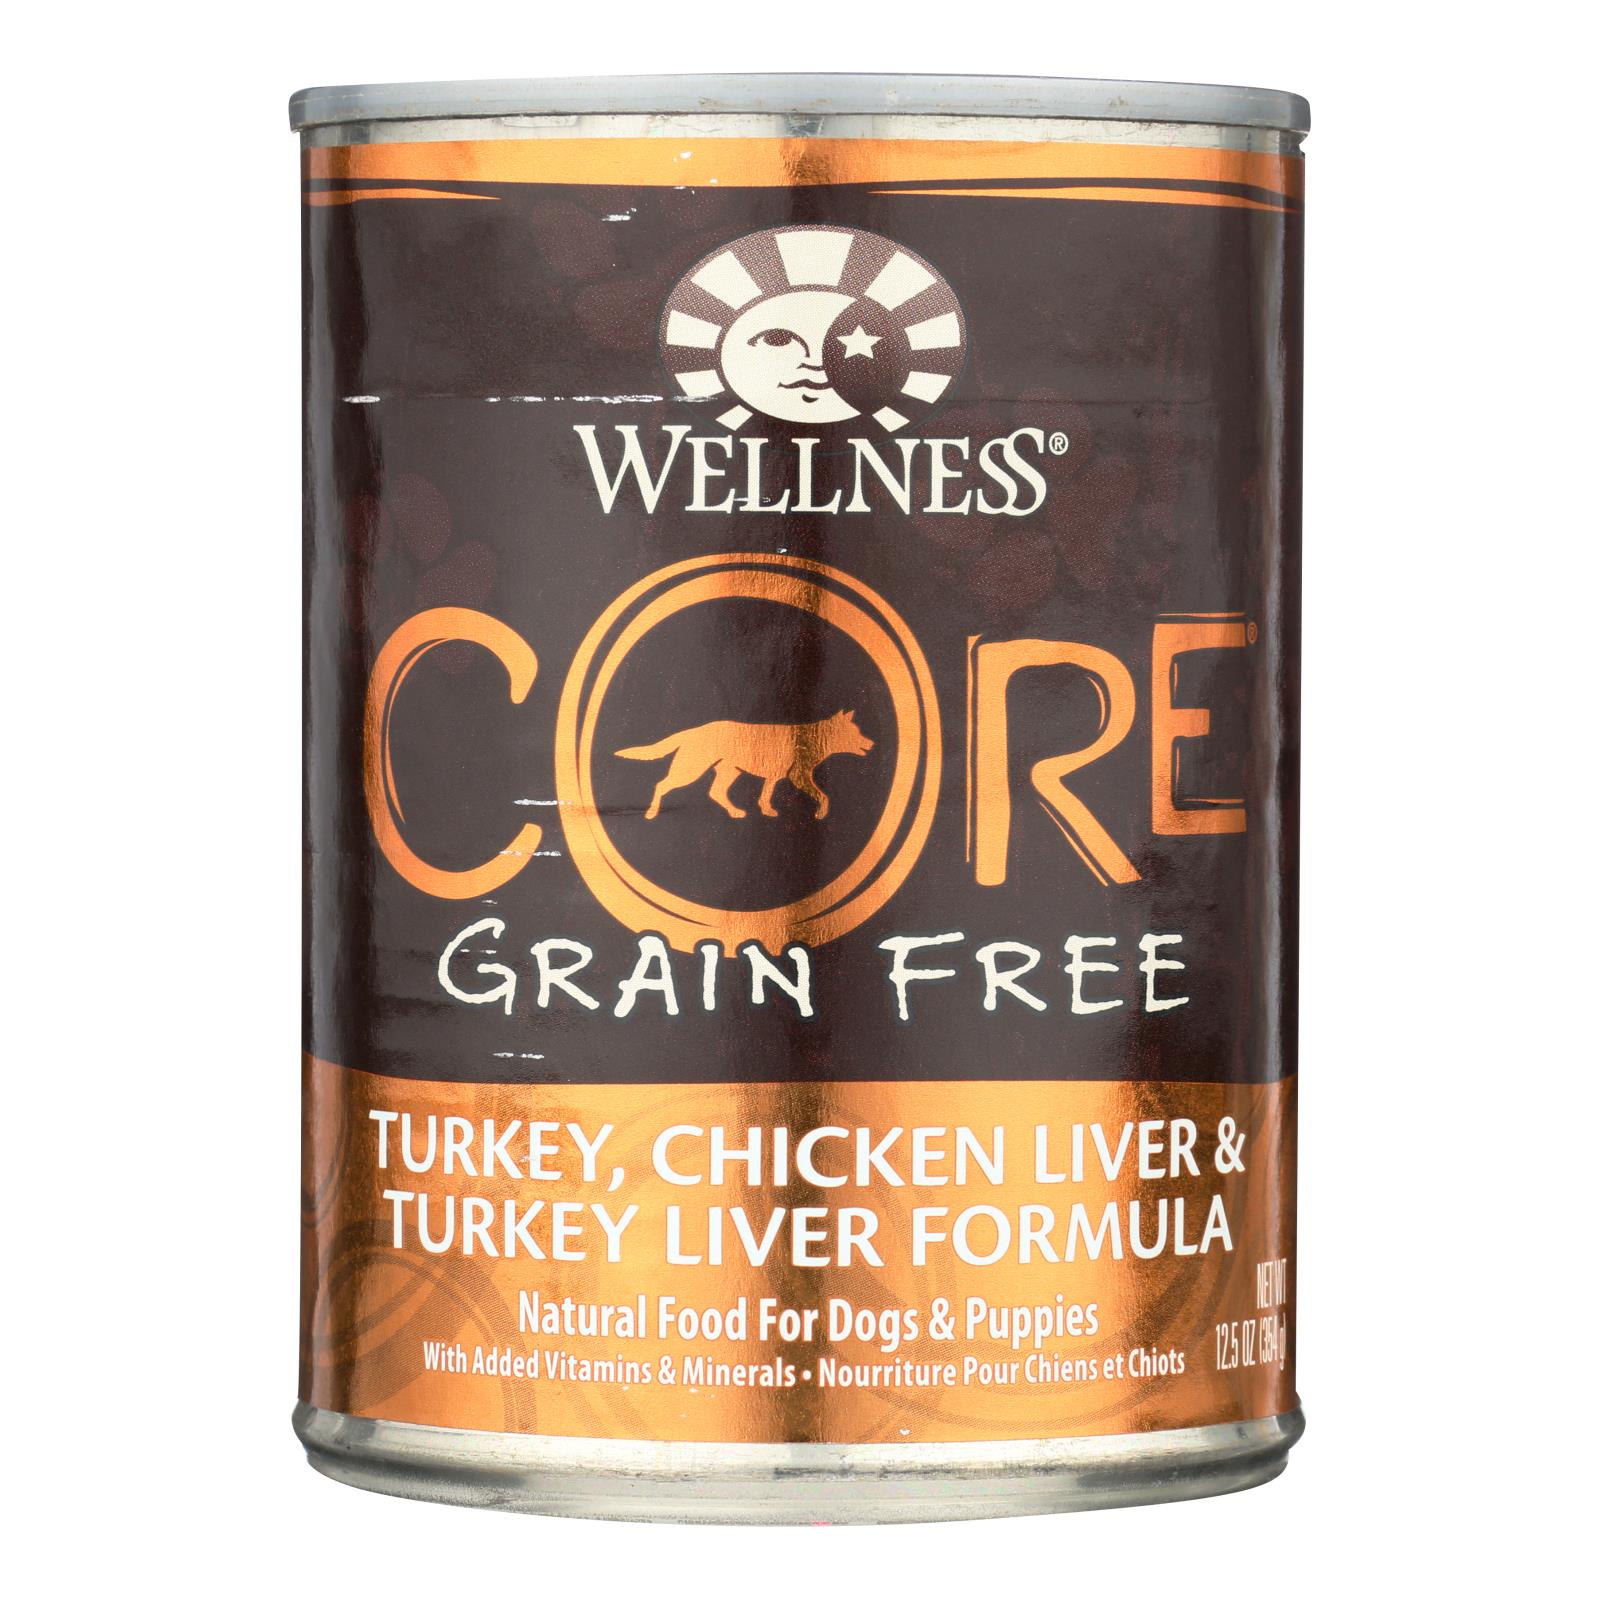 WELLNESS®
CORE®
GRAIN FREE
TURKEY, CHICKEN LIVER &
TURKEY LIVER FORMULA
Natural Food For Dogs & Puppies
With Added Vitamins & Minerals • Nourriture Pour Chiens et Chiots
NET WT
12.5 OZ (354 g)